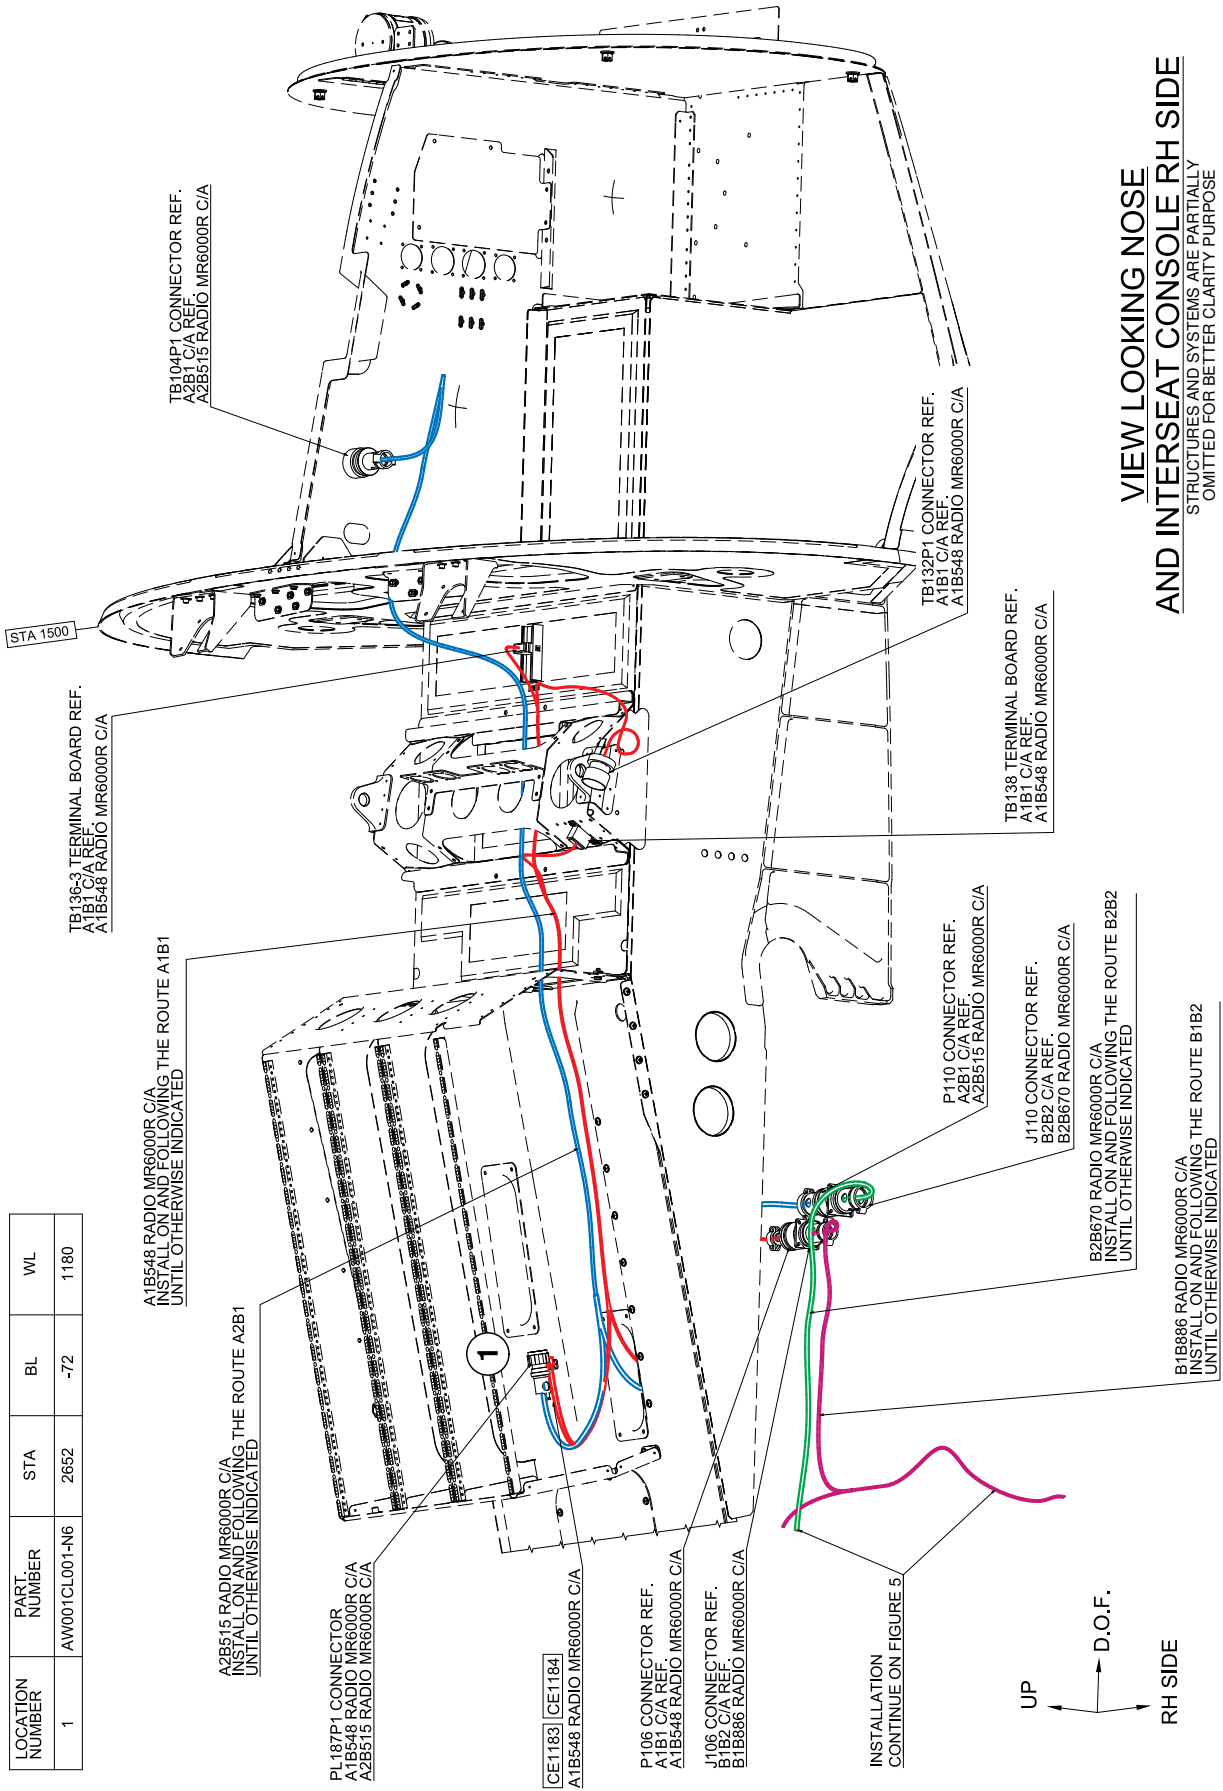 LOCATION
NUMBER
PART.
NUMBER
STA
BL
WL
1
AW001CL001-N6
2652
-72
1180
STA 1500
TB104P1 CONNECTOR REF.
A2B1 C/A REF.
A2B515 RADIO MR6000R C/A
TB136-3 TERMINAL BOARD REF.
A1B1 C/A REF.
A1B548 RADIO MR6000R C/A
A1B548 RADIO MR6000R C/A
INSTALL ON AND FOLLOWING THE ROUTE A1B1
UNTIL OTHERWISE INDICATED
A2B515 RADIO MR6000R C/A
INSTALL ON AND FOLLOWING THE ROUTE A2B1
UNTIL OTHERWISE INDICATED
1
PL187P1 CONNECTOR
A1B548 RADIO MR6000R C/A
A2B515 RADIO MR6000R C/A
CE1183 CE1184
A1B548 RADIO MR6000R C/A
P106 CONNECTOR REF.
A1B1 C/A REF.
A1B548 RADIO MR6000R C/A
J106 CONNECTOR REF.
B1B2 C/A REF.
B1B886 RADIO MR6000R C/A
INSTALLATION
CONTINUE ON FIGURE 5
TB132P1 CONNECTOR REF.
A1B1 C/A REF.
A1B548 RADIO MR6000R C/A
TB138 TERMINAL BOARD REF.
A1B1 C/A REF.
A1B548 RADIO MR6000R C/A
P110 CONNECTOR REF.
A2B1 C/A REF.
A2B515 RADIO MR6000R C/A
J110 CONNECTOR REF.
B2B2 C/A REF.
B2B670 RADIO MR6000R C/A
B2B670 RADIO MR6000R C/A
INSTALL ON AND FOLLOWING THE ROUTE B2B2
UNTIL OTHERWISE INDICATED
B1B886 RADIO MR6000R C/A
INSTALL ON AND FOLLOWING THE ROUTE B1B2
UNTIL OTHERWISE INDICATED
UP
D.O.F.
RH SIDE
VIEW LOOKING NOSE
AND INTERSEAT CONSOLE RH SIDE
STRUCTURES AND SYSTEMS ARE PARTIALLY
OMITTED FOR BETTER CLARITY PURPOSE